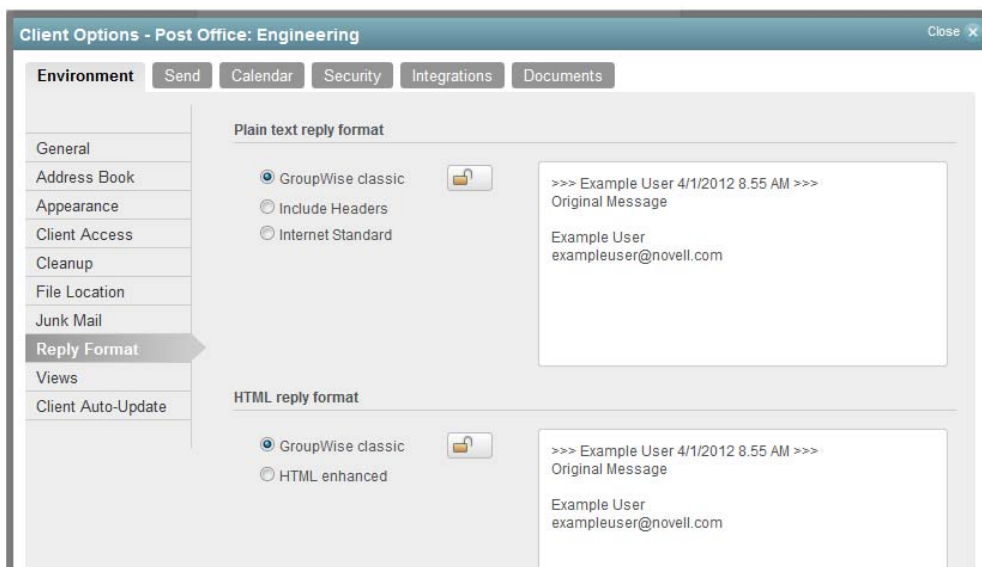 Client Options - Post Office: Engineering
Close
Environment Send Calendar Security Integrations Documents
General
Address Book
Appearance
Client Access
Cleanup
File Location
Junk Mail
Reply Format
Views
Client Auto-Update
Plain text reply format
GroupWise classic
Include Headers
Internet Standard
>>> Example User 4/1/2012 8.55 AM >>>
Original Message
Example User
exampleuser@novell.com
HTML reply format
GroupWise classic
HTML enhanced
>>> Example User 4/1/2012 8.55 AM >>>
Original Message
Example User
exampleuser@novell.com